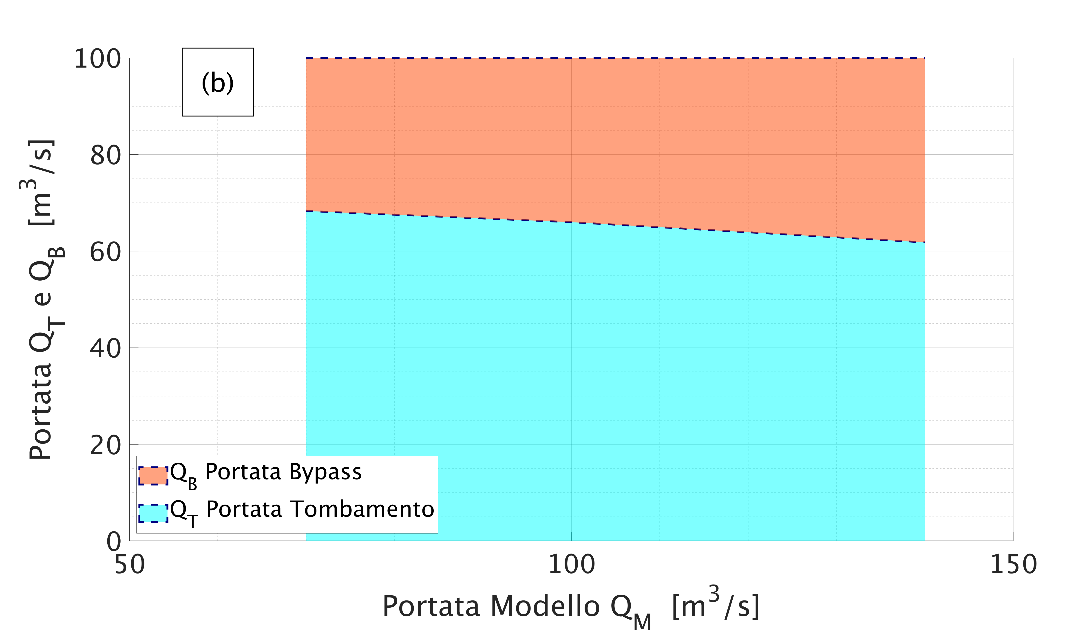 (b)
100
80
60
40
20
0
50
100
150
Portata Q_T e Q_B [m^3/s]
Q_B Portata Bypass
Q_T Portata Tombamento
Portata Modello Q_M [m^3/s]